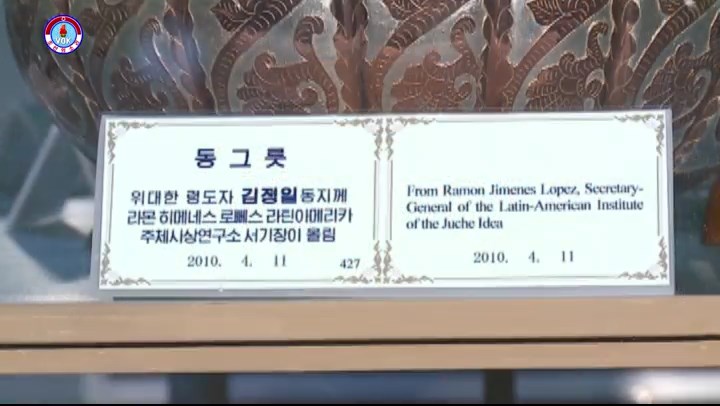 VOK
동 그 릇
위대한 령도자 김정일동지께
라몬 히메네스 로뻬스 라틴아메리카
주체사상연구소 서기장이 올림
2010. 4. 11
427
From Ramon Jimenes Lopez, Secretary-
General of the Latin-American Institute
of the Juche Idea
2010. 4. 11